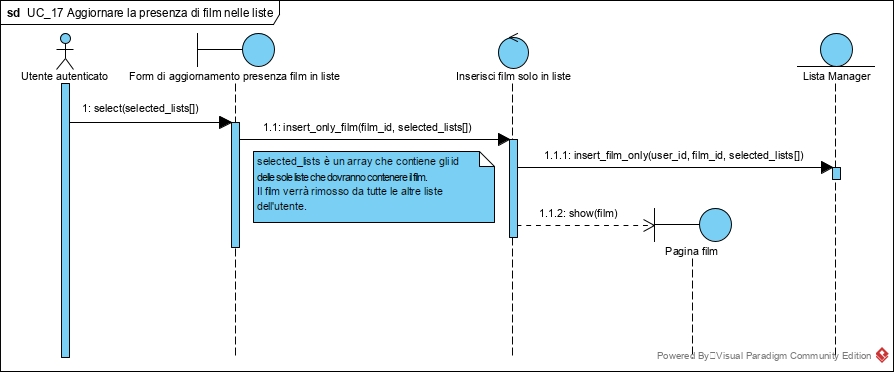 sd UC_17 Aggiornare la presenza di film nelle liste
Utente autenticato
Form di aggiornamento presenza film in liste
Inserisci film solo in liste
Lista Manager
1: select(selected_lists[])
1.1: insert_only_film(film_id, selected_lists[])
selected_lists è un array che contiene gli id
delle sole liste che dovranno contenere il film.
Il film verrà rimosso da tutte le altre liste
dell'utente.
1.1.1: insert_film_only(user_id, film_id, selected_lists[])
1.1.2: show(film)
Pagina film
Powered By Visual Paradigm Community Edition